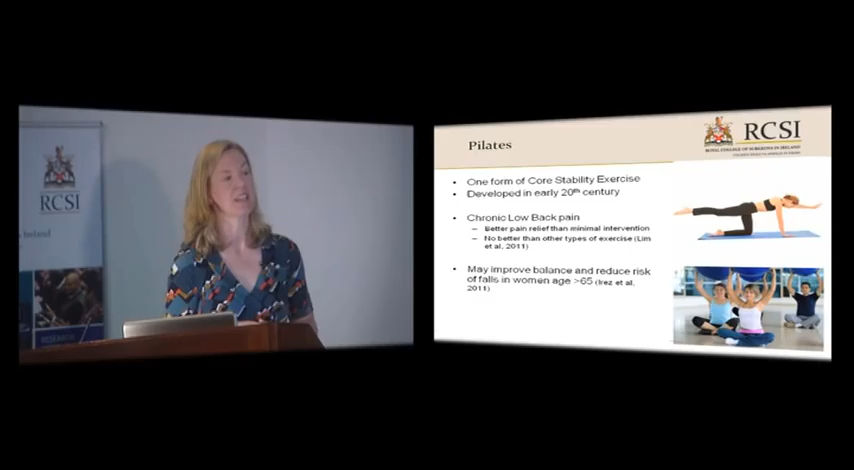 RCSI
RESEARCH
Pilates
RCSI
ROYAL COLLEGE OF SURGEONS IN IRELAND
• One form of Core Stability Exercise
• Developed in early 20th century
• Chronic Low Back pain
– Better pain relief than minimal intervention
– No better than other types of exercise (Lim
et al, 2011)
• May improve balance and reduce risk
of falls in women age >65 (Irez et al,
2011)